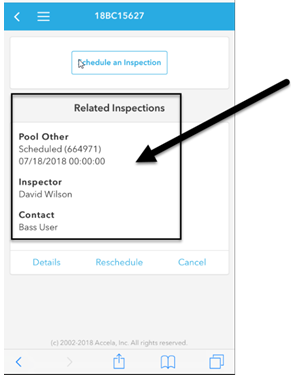 18BC15627
Schedule an Inspection
Related Inspections
Pool Other
Scheduled (664971)
07/18/2018 00:00:00
Inspector
David Wilson
Contact
Bass User
Details Reschedule Cancel
(c) 2002-2018 Accela, Inc. All rights reserved.